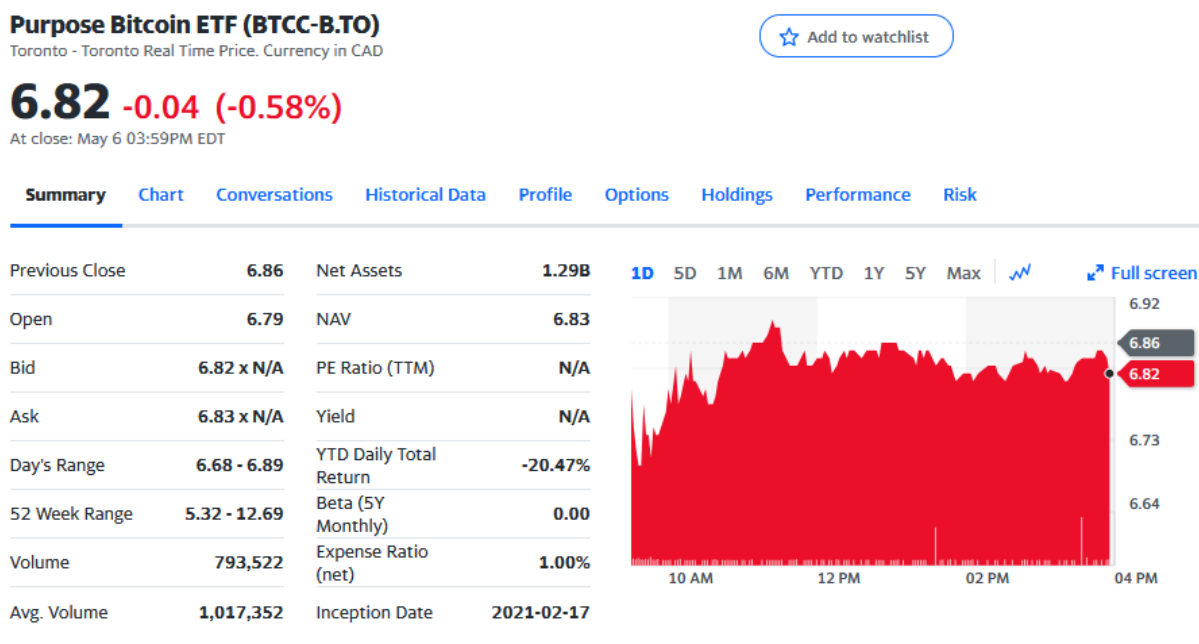 Purpose Bitcoin ETF (BTCC-B.TO)
Toronto - Toronto Real Time Price. Currency in CAD
Add to watchlist
6.82 -0.04 (-0.58%)
At close: May 6 03:59PM EDT
Summary Chart Conversations Historical Data Profile Options Holdings Performance Risk
Previous Close 6.86
Open 6.79
Bid 6.82 x N/A
Ask 6.83 x N/A
Day's Range 6.68 - 6.89
52 Week Range 5.32 - 12.69
Volume 793,522
Avg. Volume 1,017,352
Net Assets 1.29B
NAV 6.83
PE Ratio (TTM) N/A
Yield N/A
YTD Daily Total
Return -20.47%
Beta (5Y
Monthly) 0.00
Expense Ratio
(net) 1.00%
Inception Date 2021-02-17
1D 5D 1M 6M YTD 1Y 5Y Max Full screen
6.92
6.86
6.82
6.73
6.64
10 AM 12 PM 02 PM 04 PM